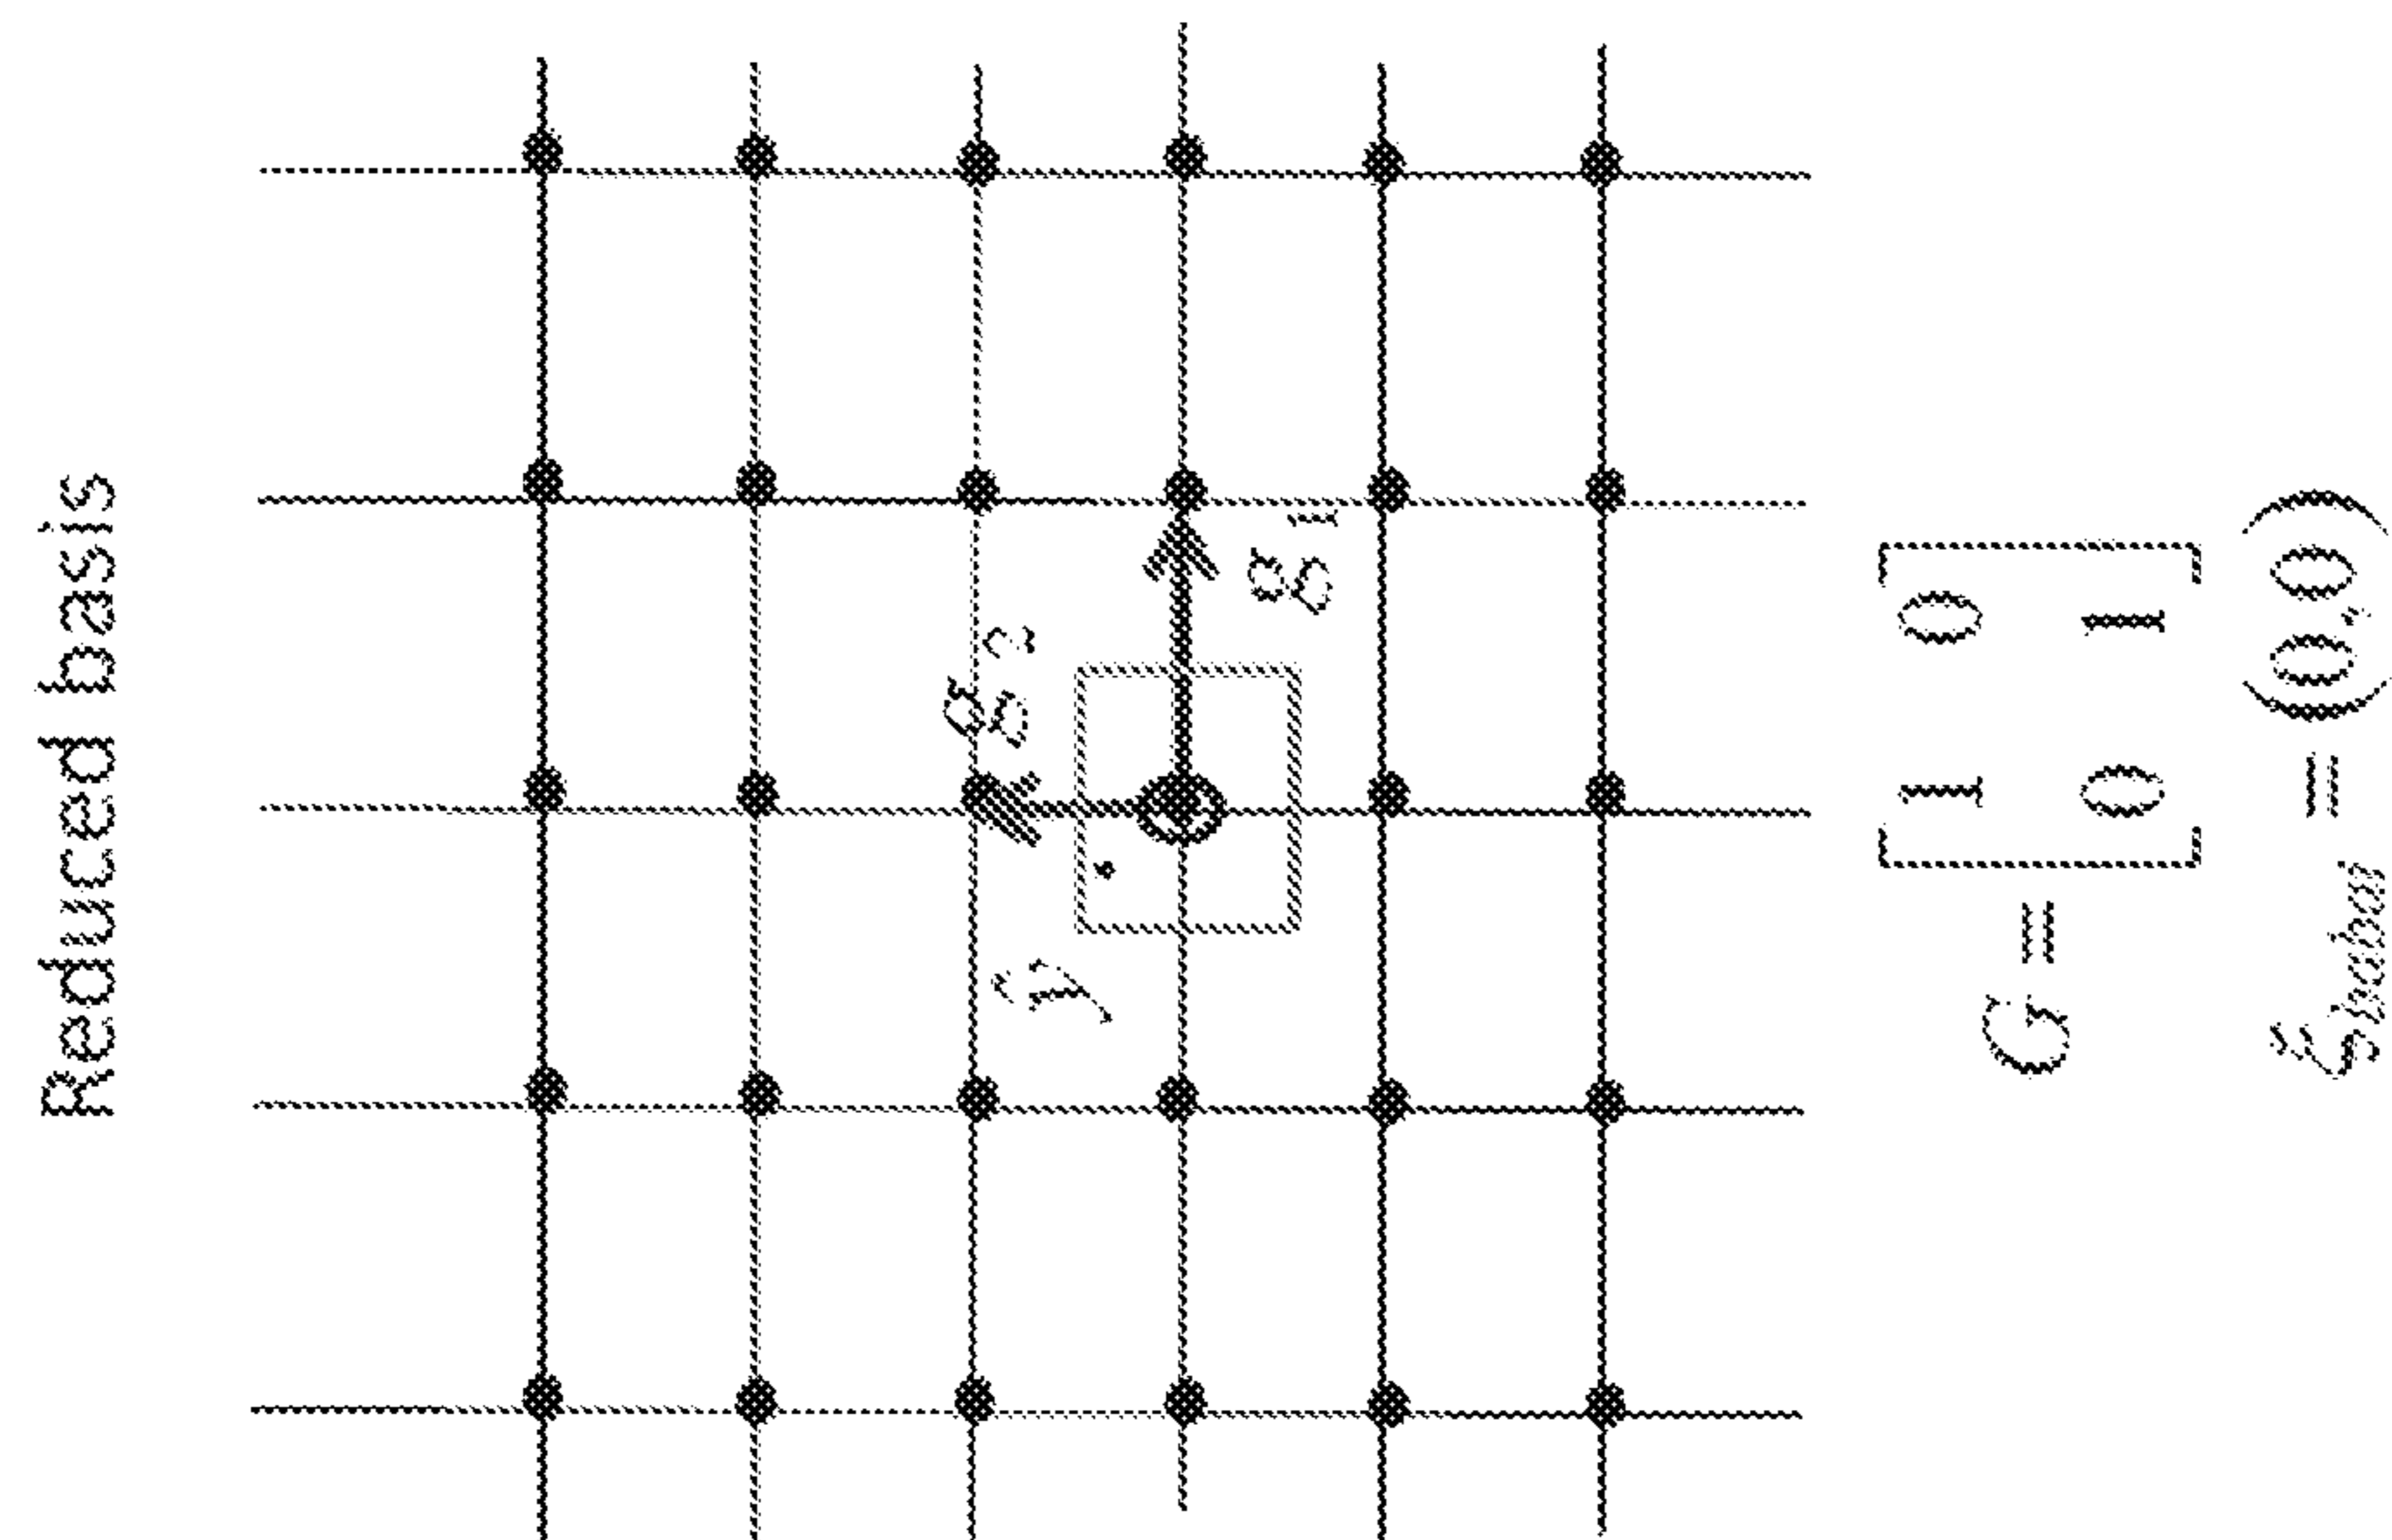 Reduced basis
g 2
y
g 1
G =
[ 1 0
0 1 ]
= (0,0)